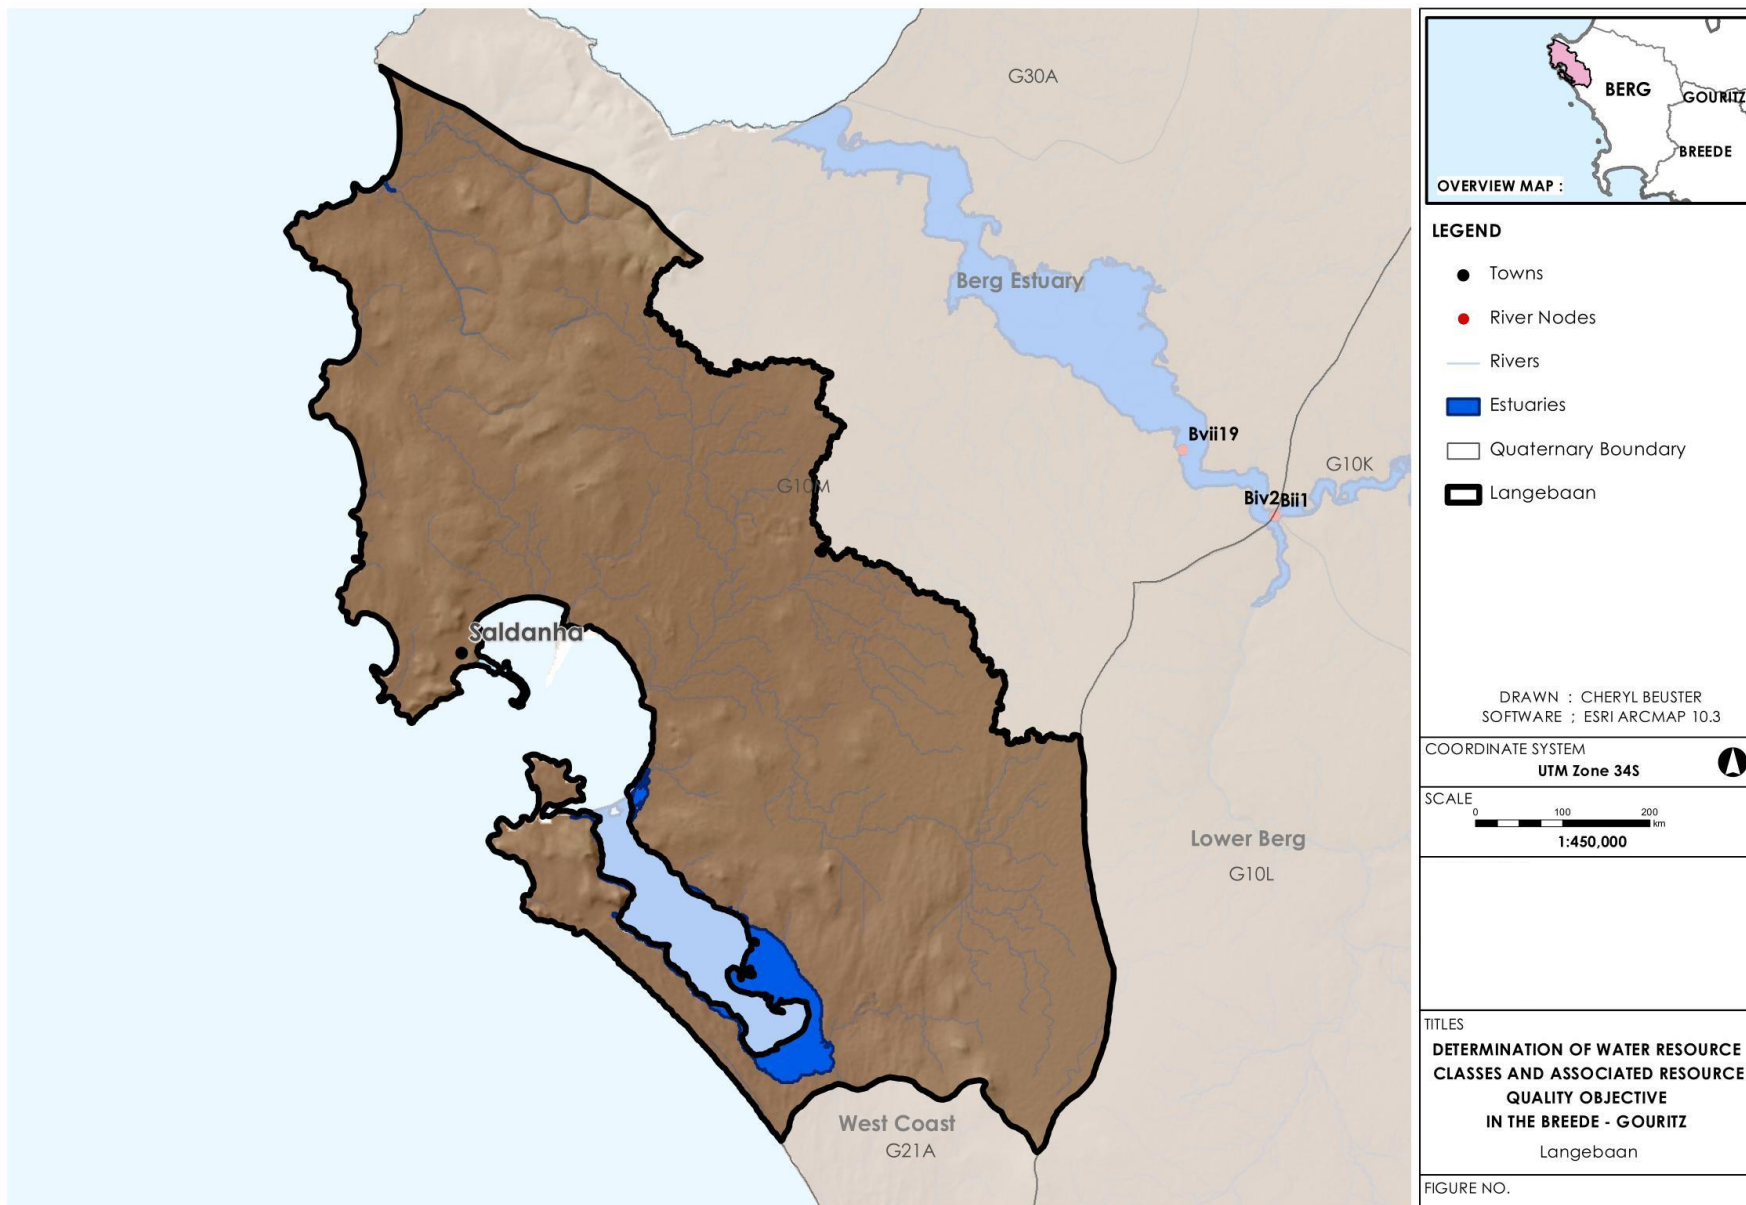 G30A
Berg Estuary
Bvii19
G10K
G10M
Biv2
Bii1
Saldanha
Lower Berg
G10L
West Coast
G21A
BERG
GOURITZ
BREEDE
OVERVIEW MAP :
LEGEND
Towns
River Nodes
Rivers
Estuaries
Quaternary Boundary
Langebaan
DRAWN : CHERYL BEUSTER
SOFTWARE ; ESRI ARCMAP 10.3
COORDINATE SYSTEM
UTM Zone 34S
SCALE
0 100 200
km
1:450,000
TITLES
DETERMINATION OF WATER RESOURCE
CLASSES AND ASSOCIATED RESOURCE
QUALITY OBJECTIVE
IN THE BREEDE - GOURITZ
Langebaan
FIGURE NO.